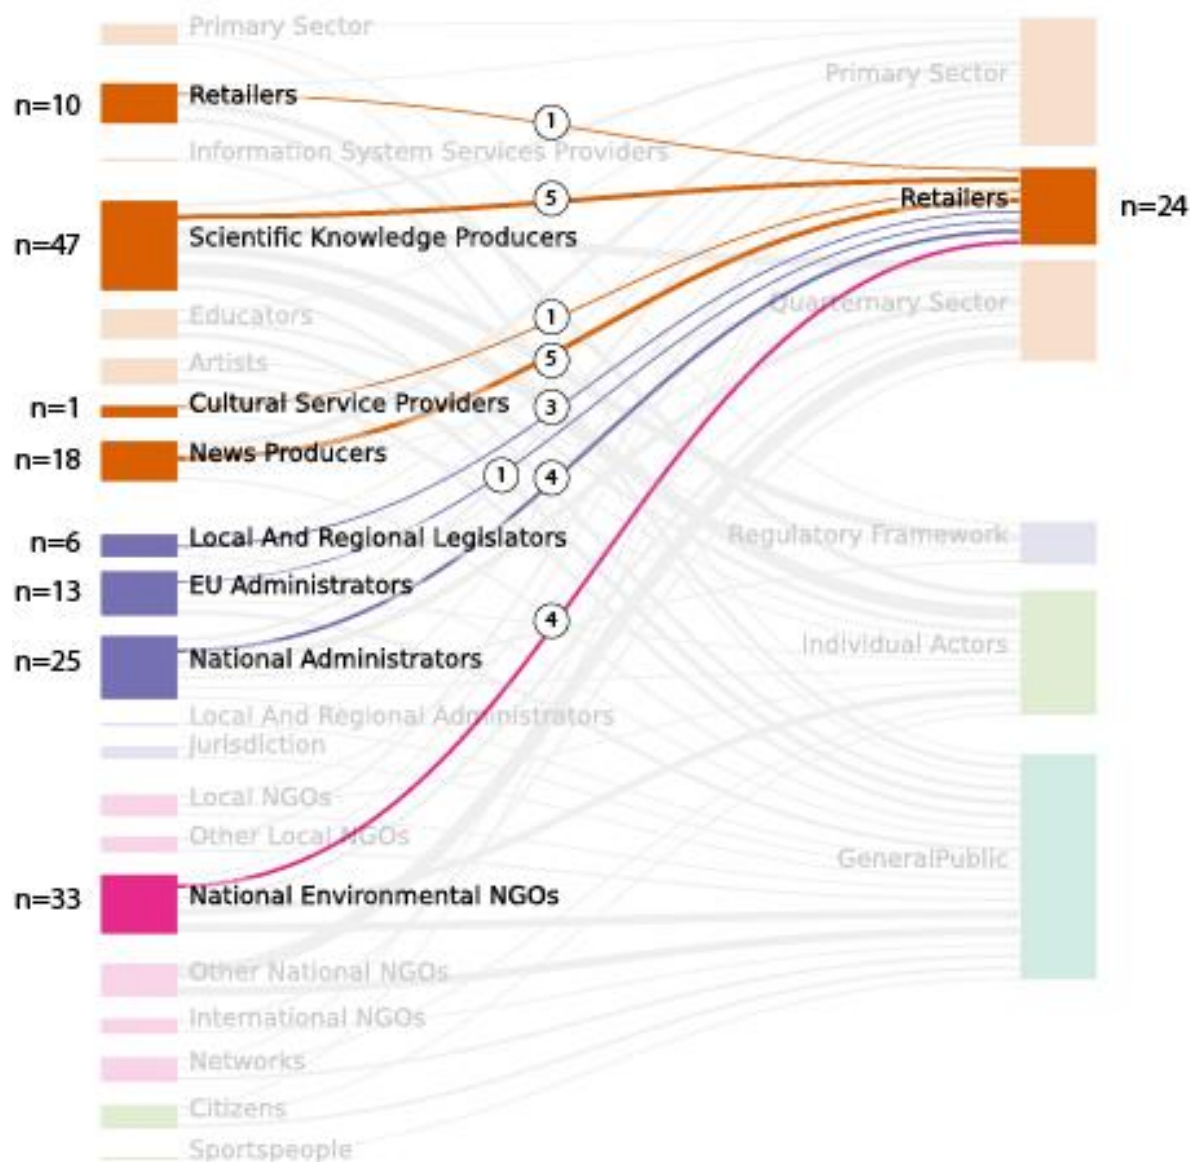 Primary Sector
Primary Sector
n=10
Retailers
1
Information System Services Providers
5
Retailers
n=24
n=47
Scientific Knowledge Producers
Educators
1
Quarternary Sector
Artists
5
n=1
Cultural Service Providers
3
n=18
News Producers
1
4
n=6
Local And Regional Legislators
Regulatory Framework
n=13
EU Administrators
4
n=25
National Administrators
Individual Actors
Local And Regional Administrators
Jurisdiction
Local NGOs
Other Local NGOs
GeneralPublic
n=33
National Environmental NGOs
Other National NGOs
International NGOs
Networks
Citizens
Sportspeople